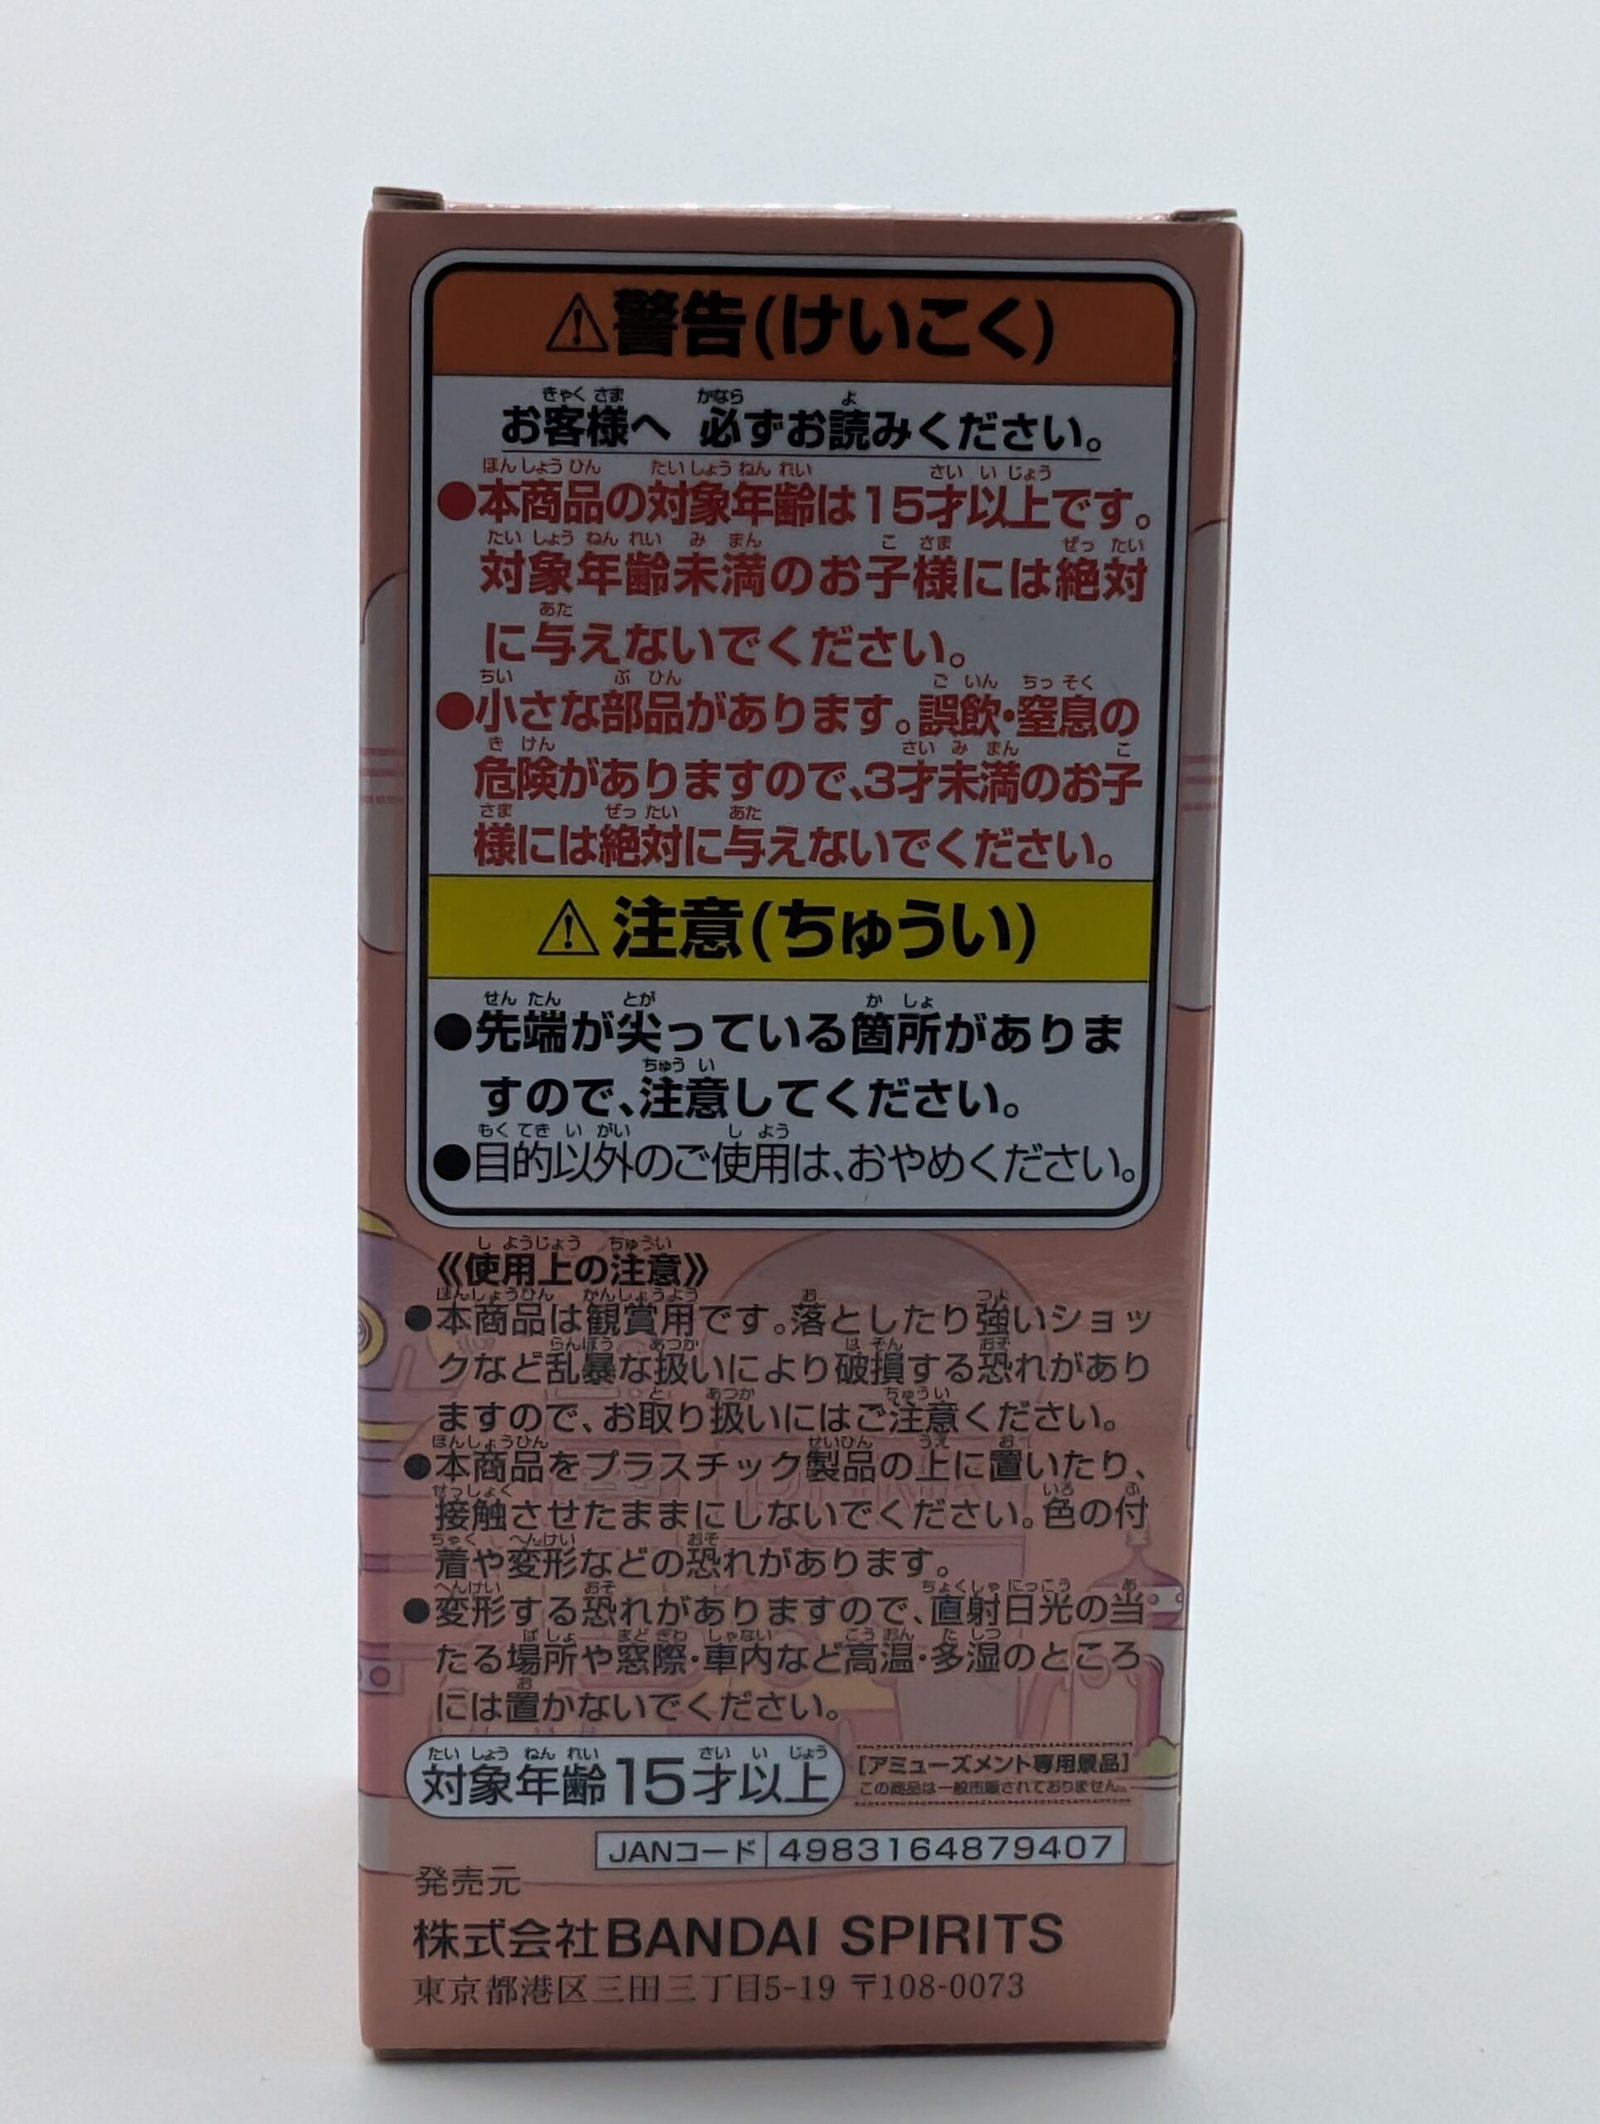 ⚠警告(けいこく)
お客様へ 必ずお読みください。
●本商品の対象年齢は15才以上です。
対象年齢未満のお子様には絶対
に与えないでください。
●小さな部品があります。誤飲・窒息の
危険がありますので、3才未満のお子
様には絶対に与えないでください。
⚠注意(ちゅうい)
●先端が尖っている箇所がありま
すので、注意してください。
●目的以外のご使用は、おやめください。
《使用上の注意》
●本商品は観賞用です。落としたり強いショッ
クなど乱暴な扱いにより破損する恐れがあり
ますので、お取り扱いにはご注意ください。
●本商品をプラスチック製品の上に置いたり、
接触させたままにしないでください。色の付
着や変形などの恐れがあります。
●変形する恐れがありますので、直射日光の当
たる場所や窓際・車内など高温・多湿のところ
には置かないでください。
対象年齢15才以上
[アミューズメント専用景品]
この商品は一般市販されておりません。
JANコード 4983164879407
発売元
株式会社BANDAI SPIRITS
東京都港区三田三丁目5-19 〒108-0073